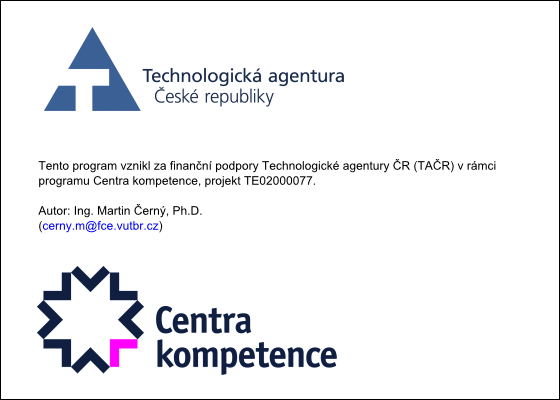 Technologická agentura
České republiky
Tento program vznikl za finanční podpory Technologické agentury ČR (TAČR) v rámci
programu Centra kompetence, projekt TE02000077.
Autor: Ing. Martin Černý, Ph.D.
(cerny.m@fce.vutbr.cz)
Centra
kompetence